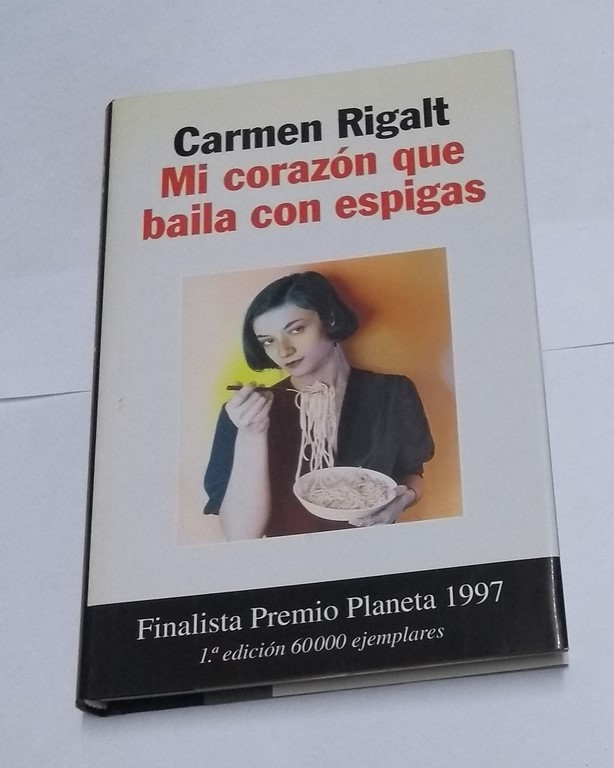 Carmen Rigalt
Mi corazón que
baila con espigas
Finalista Premio Planeta 1997
1.ª edición 60000 ejemplares